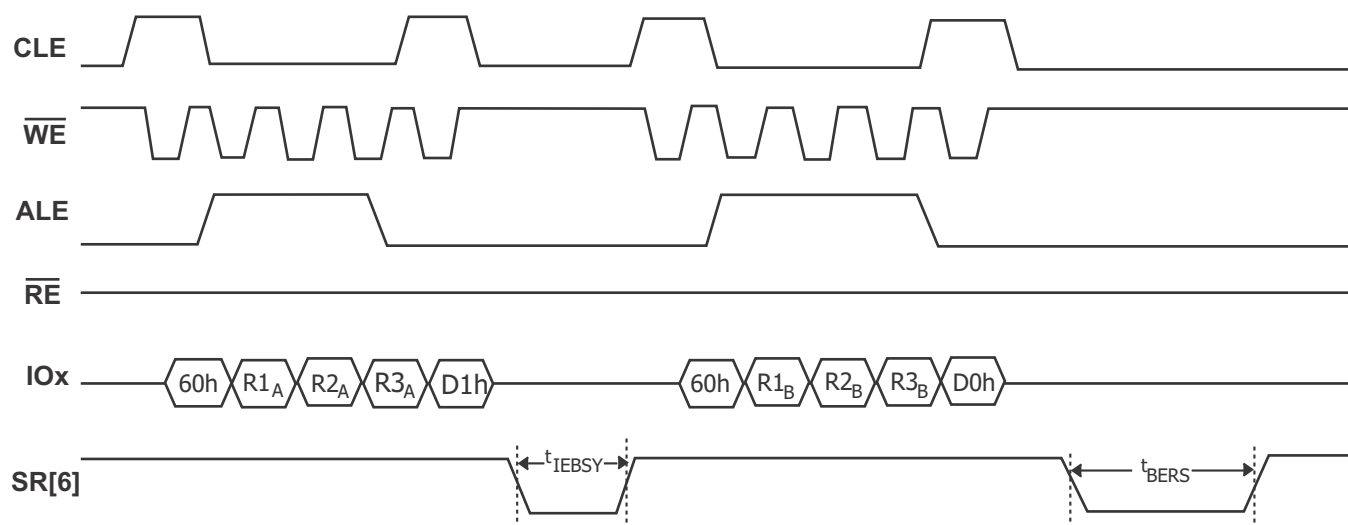 CLE
WE
ALE
RE
IOx 60h R1A R2A R3A D1h 60h R1B R2B R3B D0h
SR[6] tIEBSY tBERS